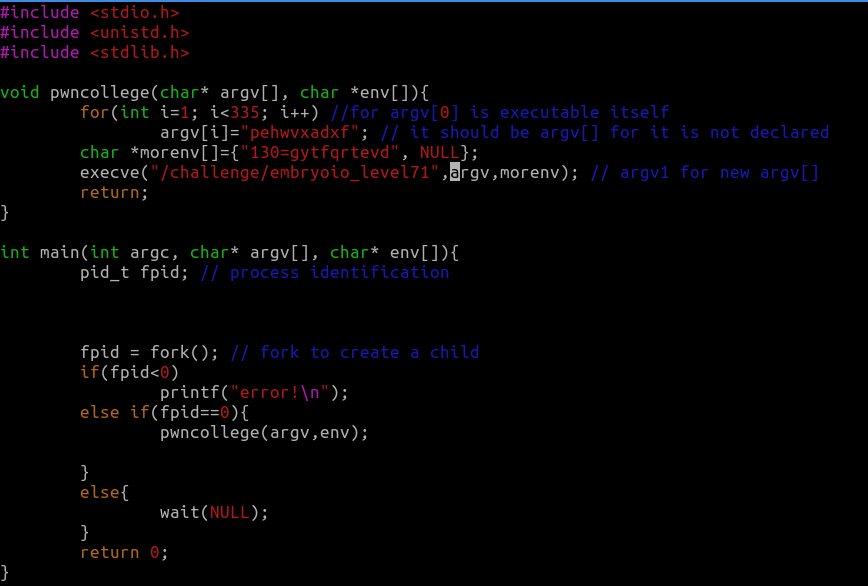 #include <stdio.h>
#include <unistd.h>
#include <stdlib.h>
void pwncollege(char* argv[], char *env[]){
for(int i=1; i<335; i++) //for argv[0] is executable itself
argv[i]="pehwvxadxf"; // it should be argv[] for it is not declared
char *morenv[]={"130=gytfqrtevd", NULL};
execve("/challenge/embryoio_level71",argv,morenv); // argv1 for new argv[]
return;
}
int main(int argc, char* argv[], char* env[]){
pid_t fpid; // process identification
fpid = fork(); // fork to create a child
if(fpid<0)
printf("error!\n");
else if(fpid==0){
pwncollege(argv,env);
}
else{
wait(NULL);
}
return 0;
}